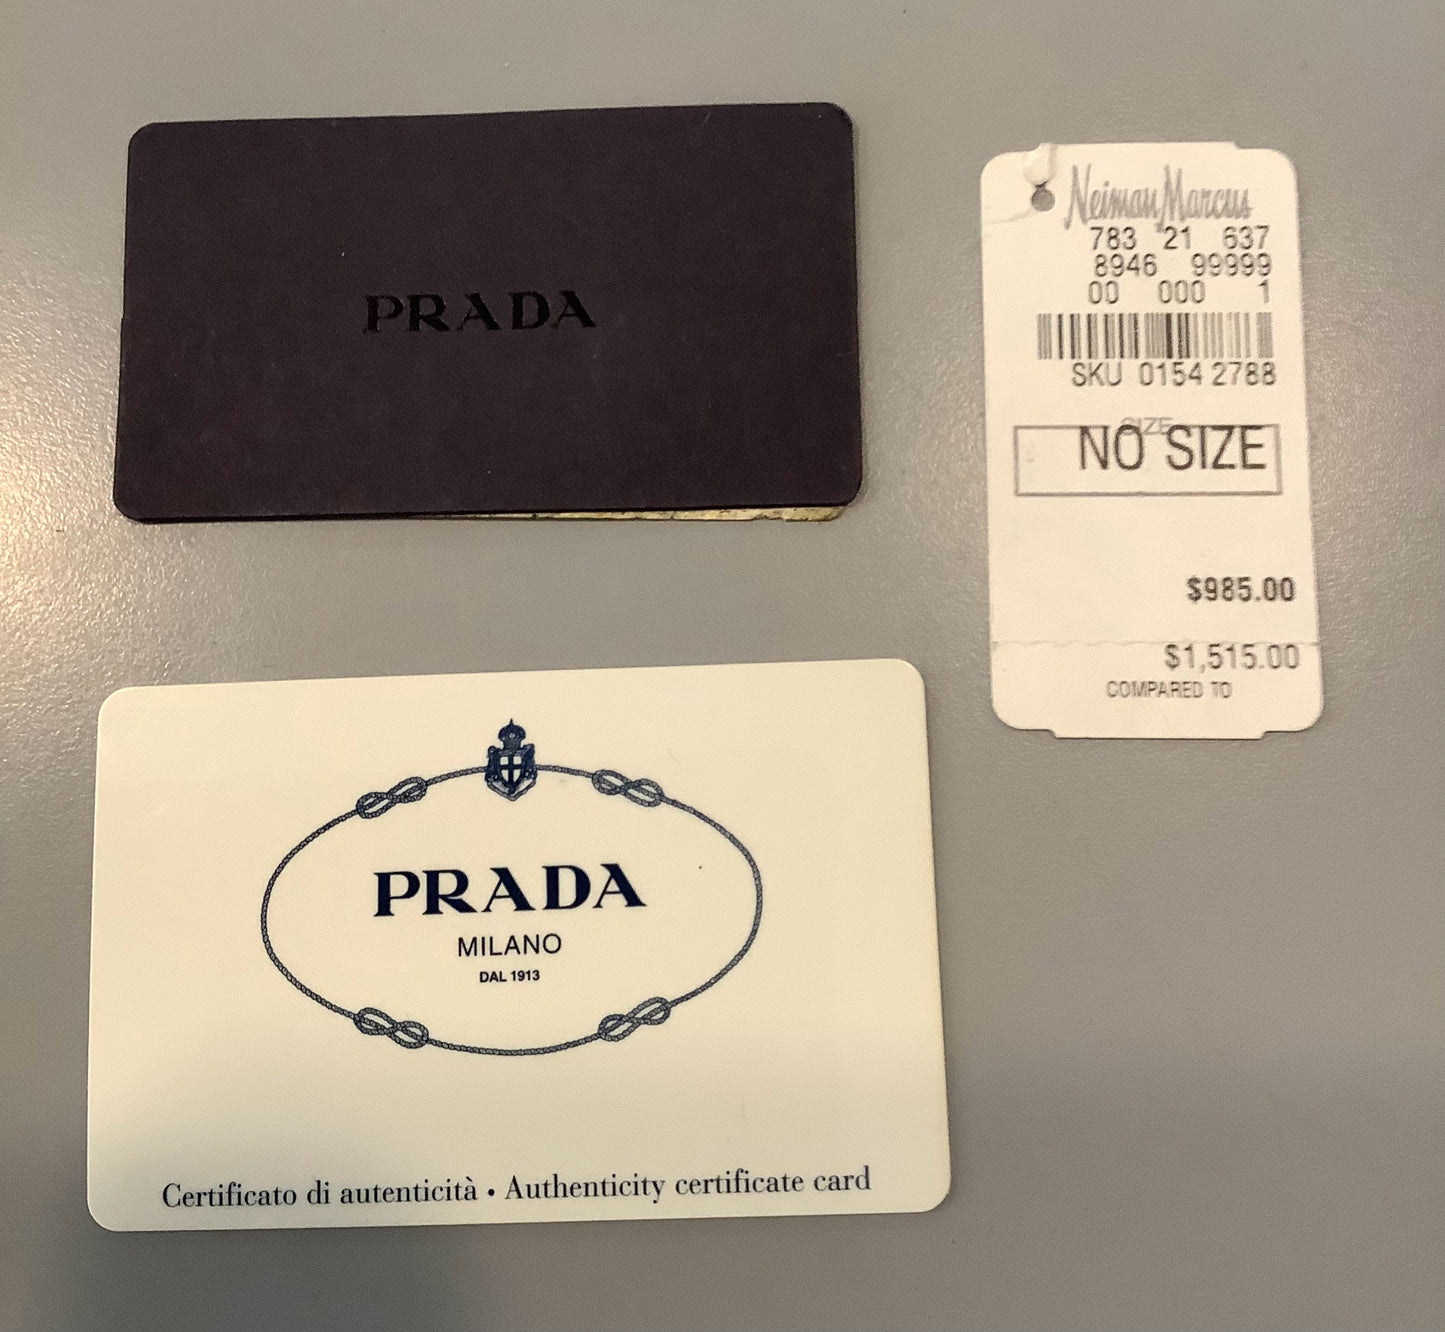 PRADA
Neiman Marcus
783 21 637
8946 99999
00 000 1
SKU 0154 2788
SIZE
NO SIZE
$985.00
$1,515.00
COMPARED TO
PRADA
MILANO
DAL 1913
Certificato di autenticità • Authenticity certificate card